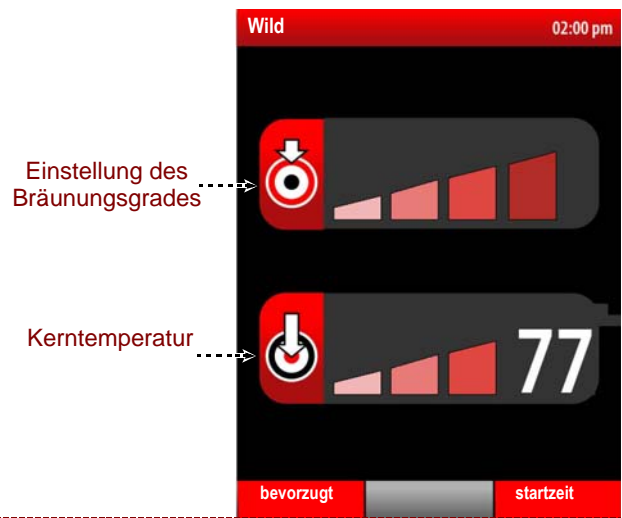 Wild
02:00 pm
Einstellung des
Bräunungsgrades
Kerntemperatur
77
bevorzugt
startzeit